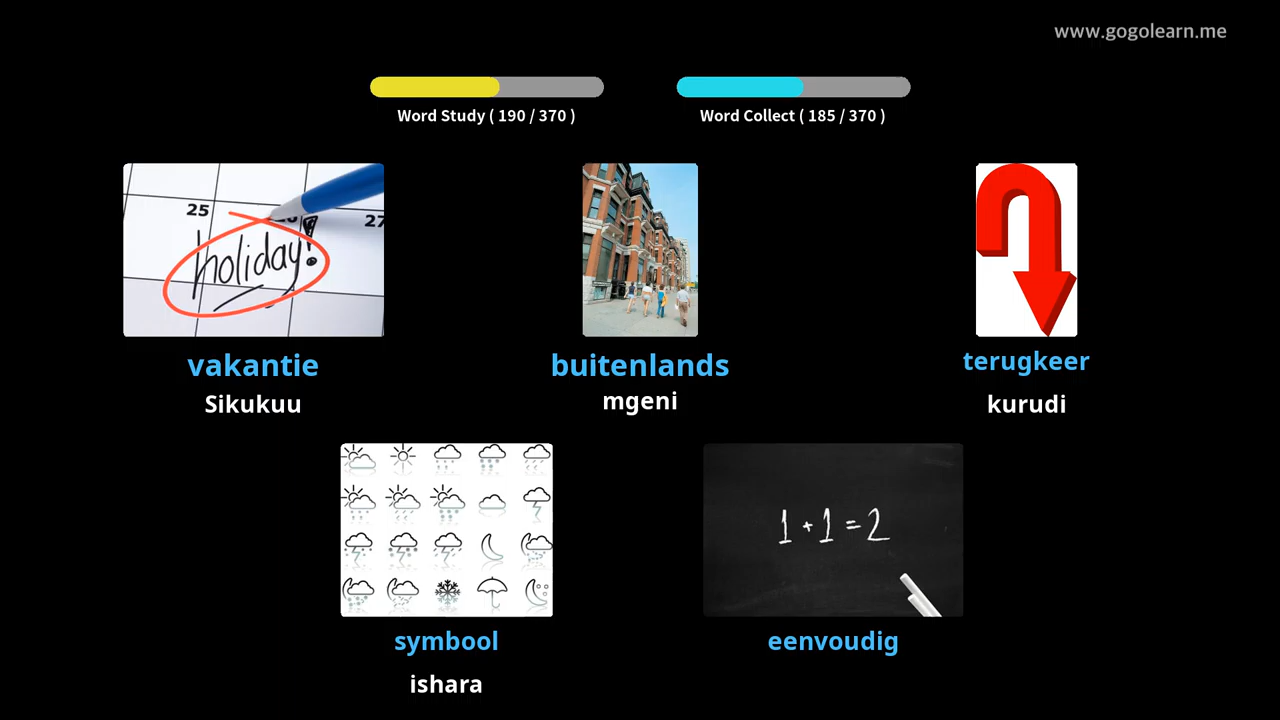 www.gogolearn.me
Word Study ( 190 / 370 )
Word Collect ( 185 / 370 )
25
27
holiday!
1 + 1 = 2
vakantie
buitenlands
terugkeer
Sikukuu
mgeni
kurudi
symbool
eenvoudig
ishara